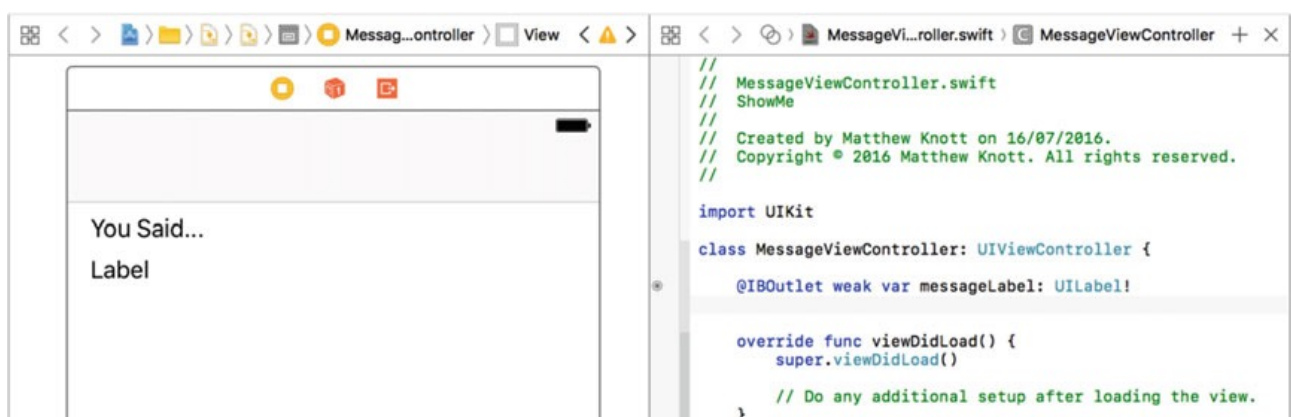 Messag...ontroller
View
MessageVi...roller.swift
MessageViewController
You Said...
Label
//
// MessageViewController.swift
// ShowMe
//
// Created by Matthew Knott on 16/07/2016.
// Copyright © 2016 Matthew Knott. All rights reserved.
//
import UIKit
class MessageViewController: UIViewController {
@IBOutlet weak var messageLabel: UILabel!
override func viewDidLoad() {
super.viewDidLoad()
// Do any additional setup after loading the view.
}